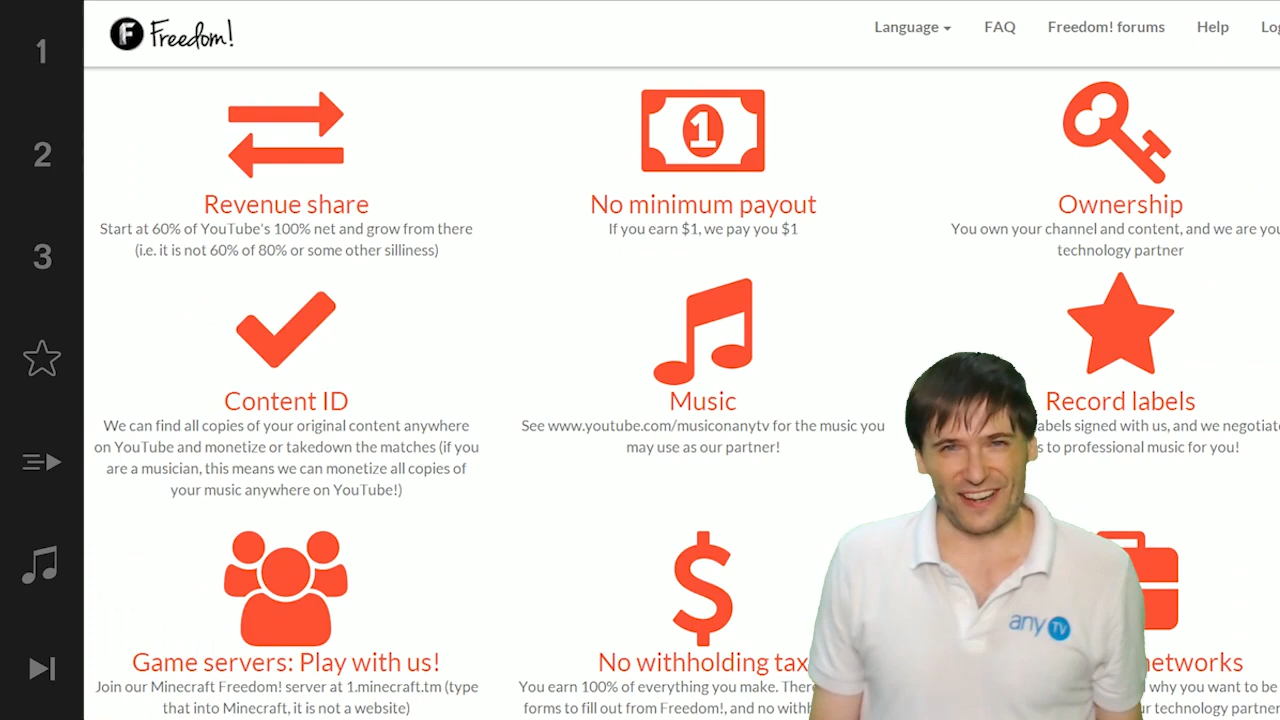 1
2
3
F Freedom!
Language
FAQ
Freedom! forums
Help
1
Revenue share
Start at 60% of YouTube's 100% net and grow from there
(i.e. it is not 60% of 80% or some other silliness)
No minimum payout
If you earn $1, we pay you $1
Ownership
You own your channel and content, and we are
technology partner
Content ID
We can find all copies of your original content anywhere
on YouTube and monetize or takedown the matches (if you
are a musician, this means we can monetize all copies of
your music anywhere on YouTube!)
Music
See www.youtube.com/musiconanytv for the music you
may use as our partner!
Record labels
labels signed with us, and we negotiate
to professional music for you!
$
Game servers: Play with us!
Join our Minecraft Freedom! server at 1.minecraft.tm (type
that into Minecraft, it is not a website)
No withholding tax
You earn 100% of everything you make.
forms to fill out from Freedom!, and no
networks
why you want to be
technology partner
any TV